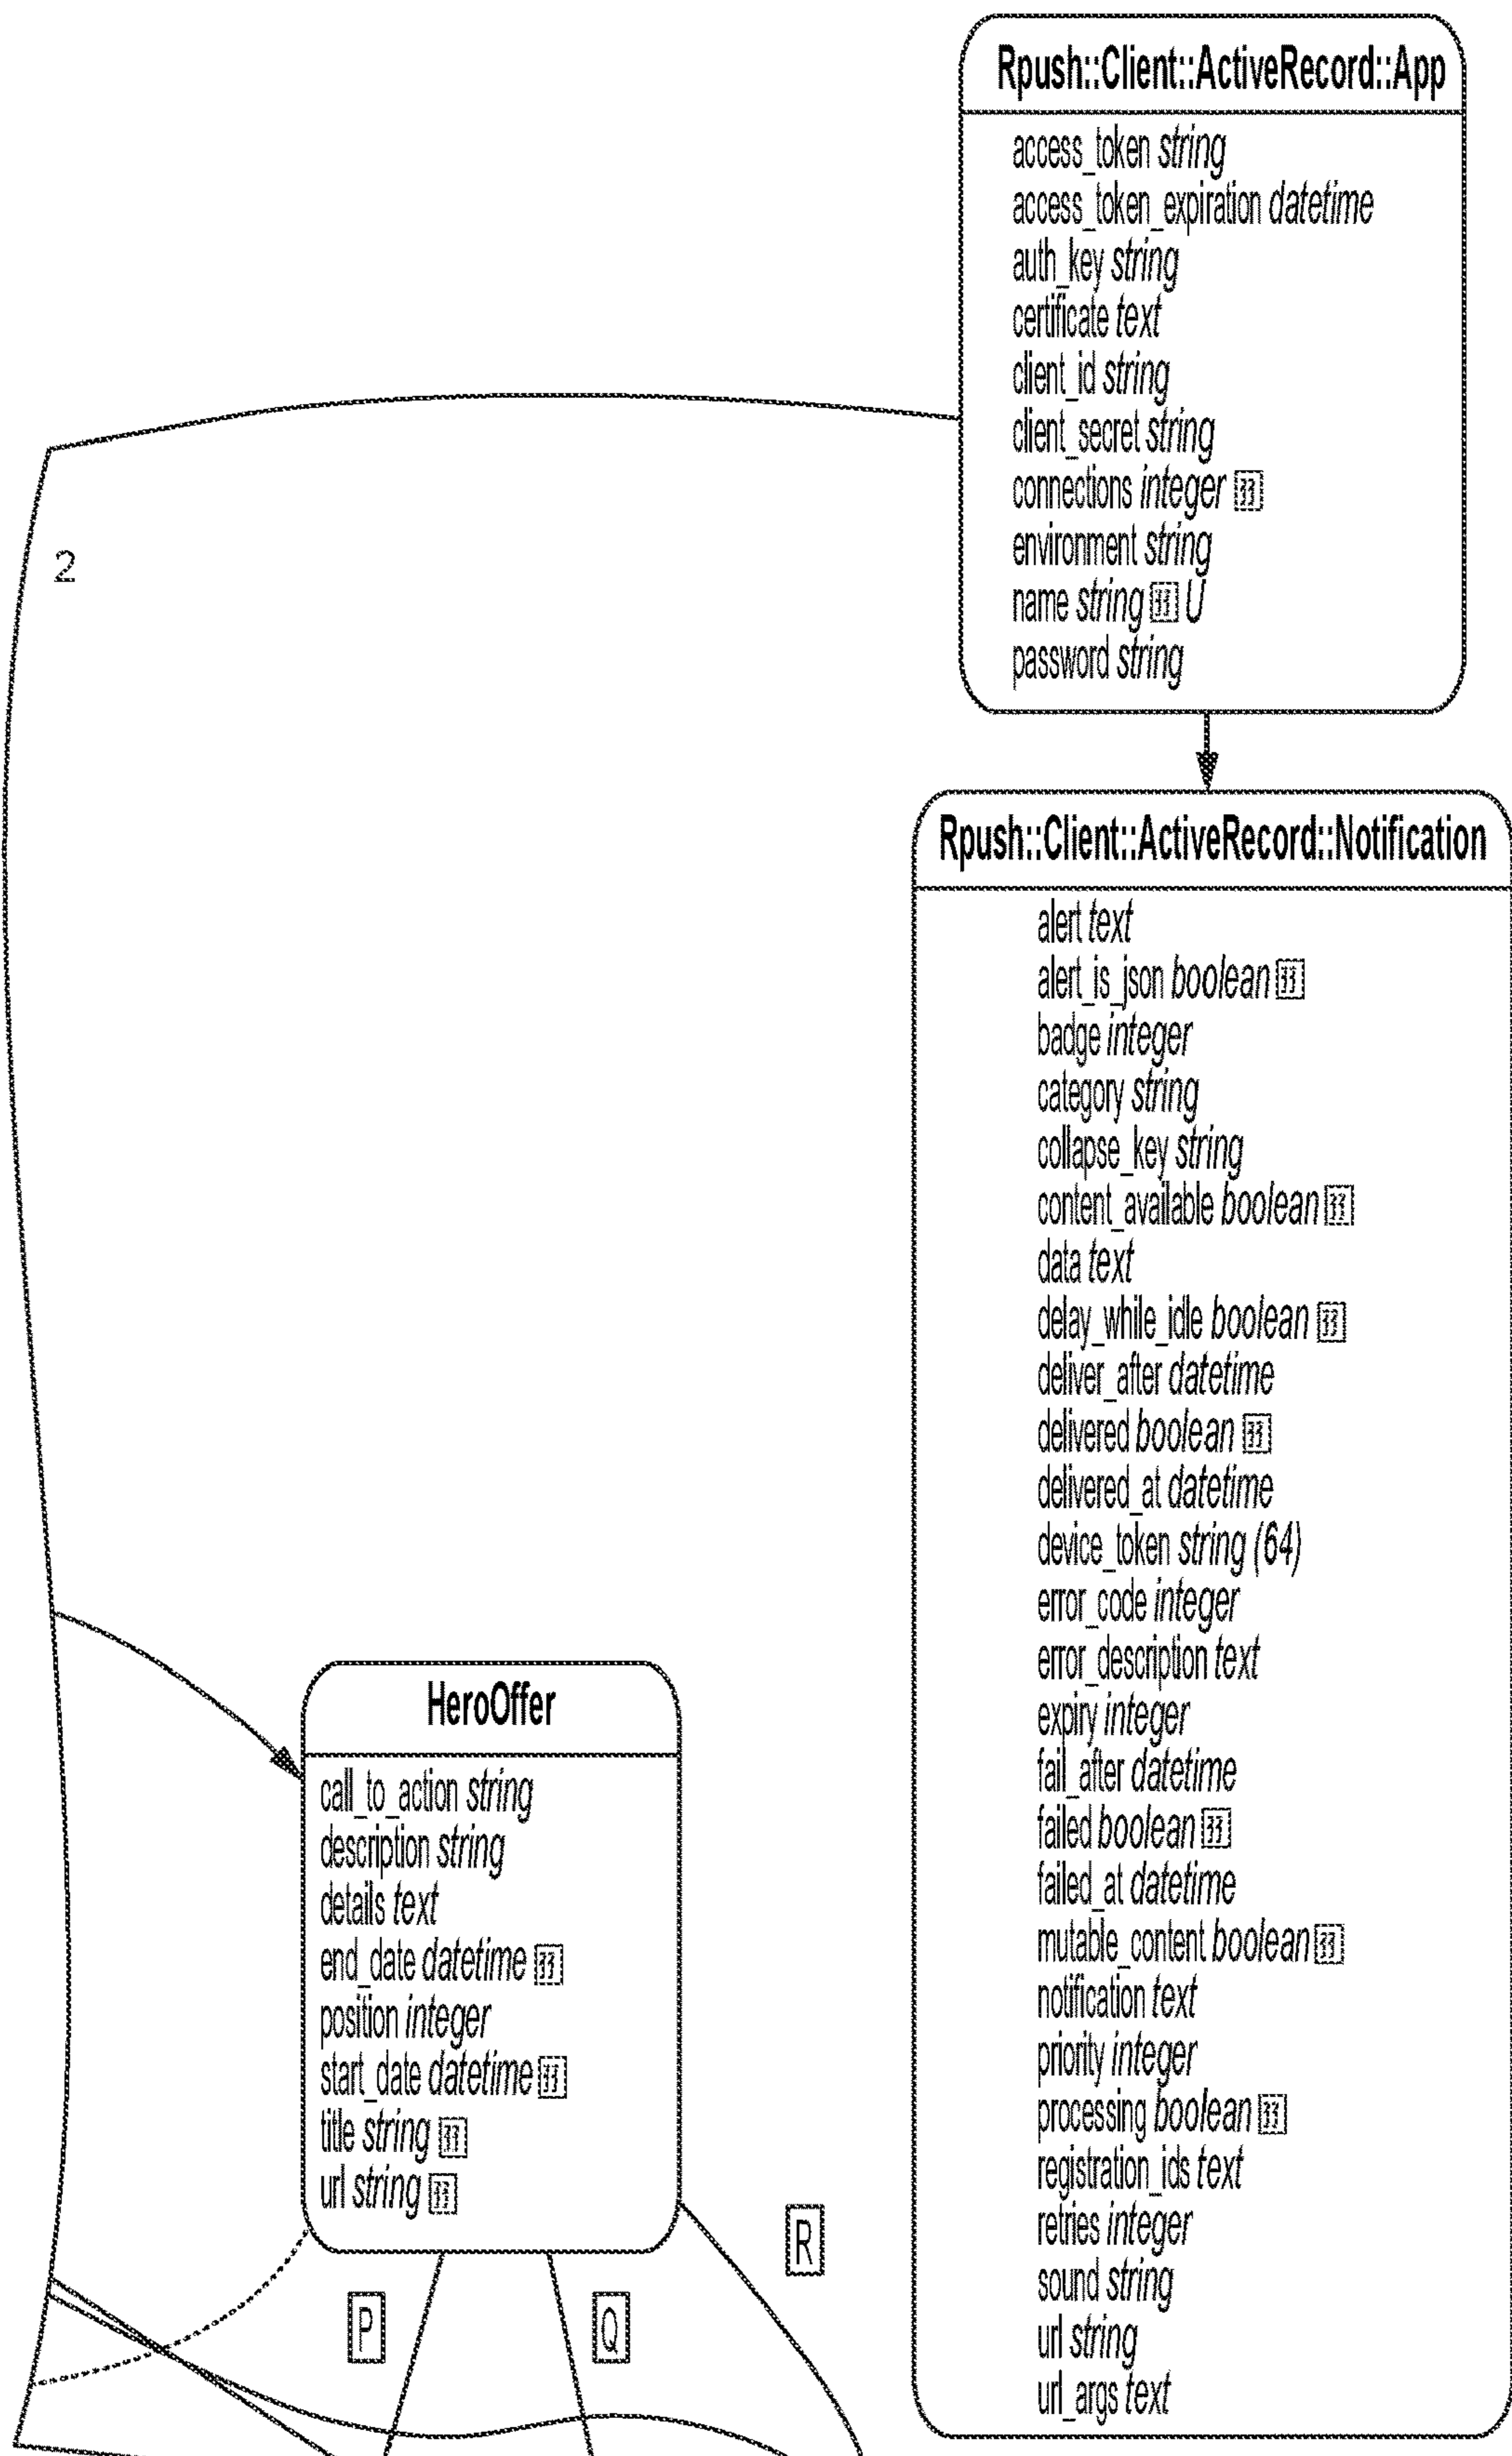 Rpush::Client::ActiveRecord::App
access_token string
access_token_expiration datetime
auth_key string
certificate text
client_id string
client_secret string
connections integer
environment string
name string U
password string
2
Rpush::Client::ActiveRecord::Notification
alert text
alert_is_json boolean
badge integer
category string
collapse_key string
content_available boolean
data text
delay_while_idle boolean
deliver_after datetime
delivered boolean
delivered_at datetime
device_token string (64)
error_code integer
error_description text
expiry integer
fail_after datetime
failed boolean
failed_at datetime
mutable_content boolean
notification text
priority integer
processing boolean
registration_ids text
retries integer
sound string
url string
url_args text
HeroOffer
call_to_action string
description string
details text
end_date datetime
position integer
start_date datetime
title string
url string
R
P
Q